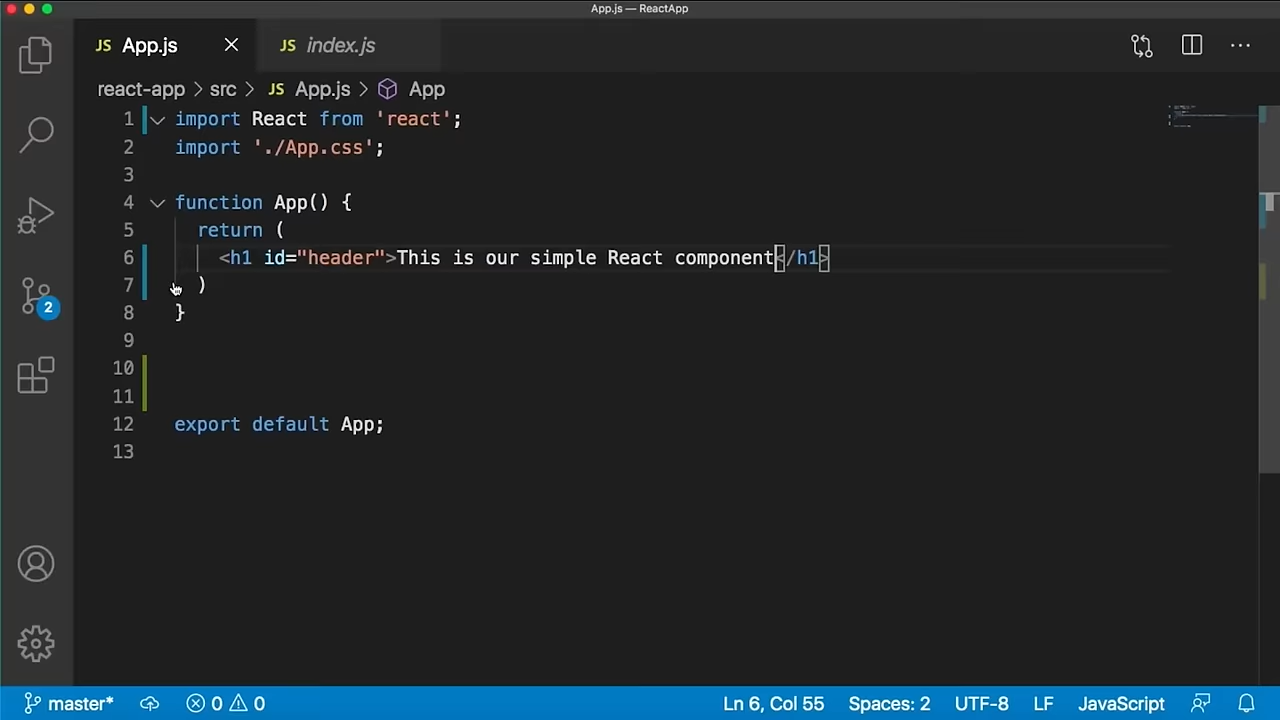 App.js — ReactApp
JS App.js
JS index.js
react-app > src > JS App.js > App
1 import React from 'react';
2 import './App.css';
3
4 function App() {
5 return (
6 <h1 id="header">This is our simple React component</h1>
7 )
8 }
9
10
11
12 export default App;
13
2
master* 0 0 Ln 6, Col 55 Spaces: 2 UTF-8 LF JavaScript